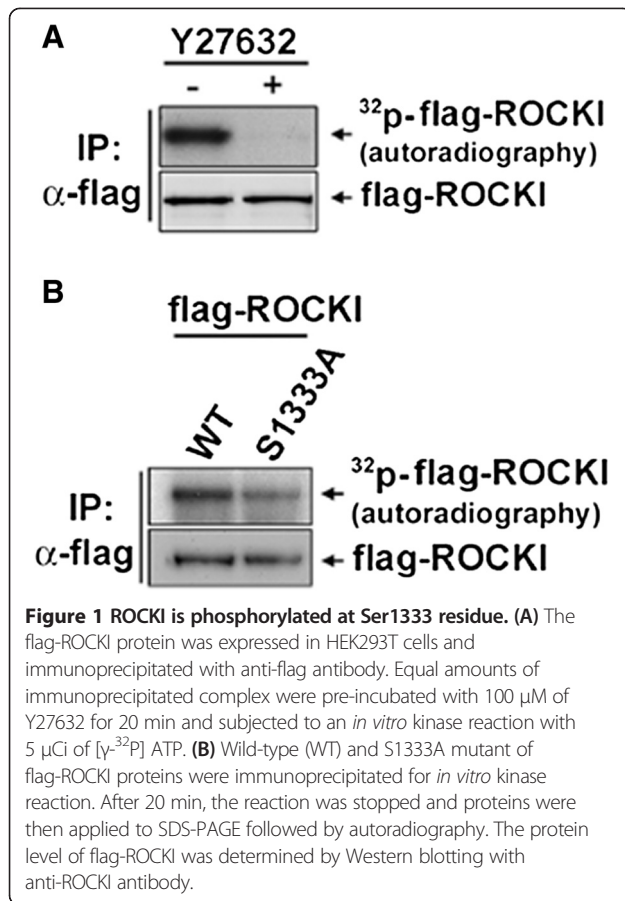 A
Y27632
- +
IP:
α-flag
³²p-flag-ROCKI
(autoradiography)
flag-ROCKI
B
flag-ROCKI
WT S1333A
IP:
α-flag
³²p-flag-ROCKI
(autoradiography)
flag-ROCKI
Figure 1 ROCKI is phosphorylated at Ser1333 residue. (A) The
flag-ROCKI protein was expressed in HEK293T cells and
immunoprecipitated with anti-flag antibody. Equal amounts of
immunoprecipitated complex were pre-incubated with 100 μM of
Y27632 for 20 min and subjected to an in vitro kinase reaction with
5 μCi of [γ-³²P] ATP. (B) Wild-type (WT) and S1333A mutant of
flag-ROCKI proteins were immunoprecipitated for in vitro kinase
reaction. After 20 min, the reaction was stopped and proteins were
then applied to SDS-PAGE followed by autoradiography. The protein
level of flag-ROCKI was determined by Western blotting with
anti-ROCKI antibody.